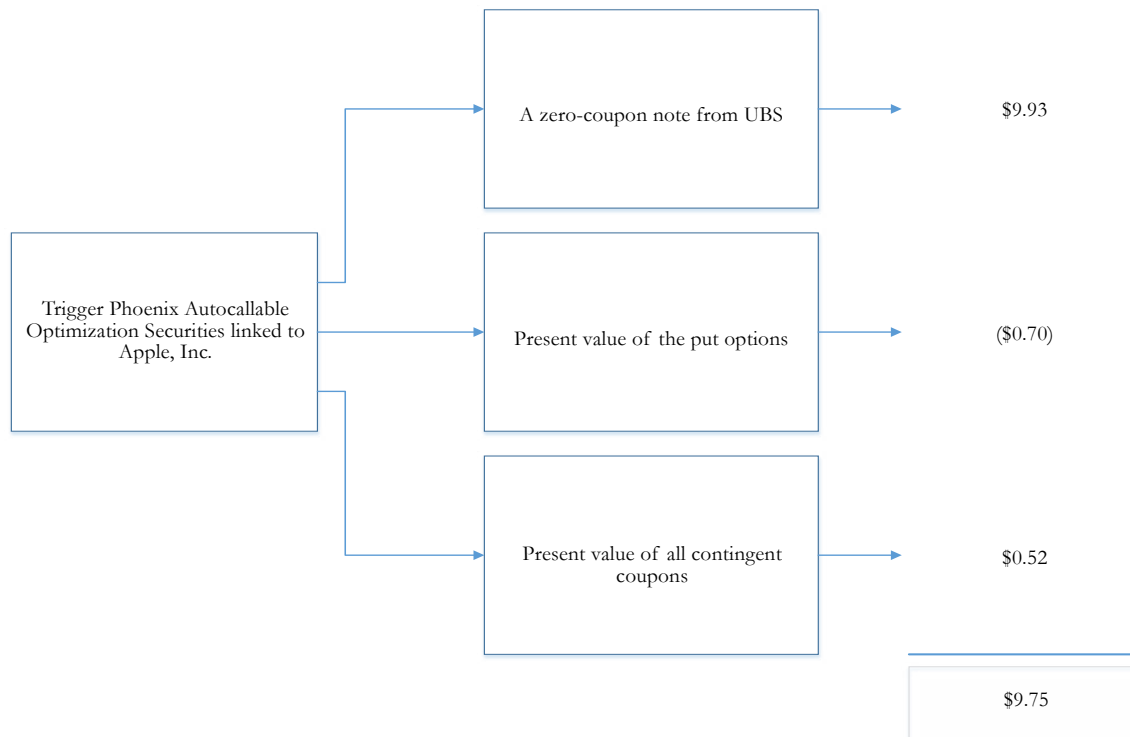 A zero-coupon note from UBS
$9.93
Trigger Phoenix Autocallable
Optimization Securities linked to
Apple, Inc.
Present value of the put options
($0.70)
Present value of all contingent
coupons
$0.52
$9.75